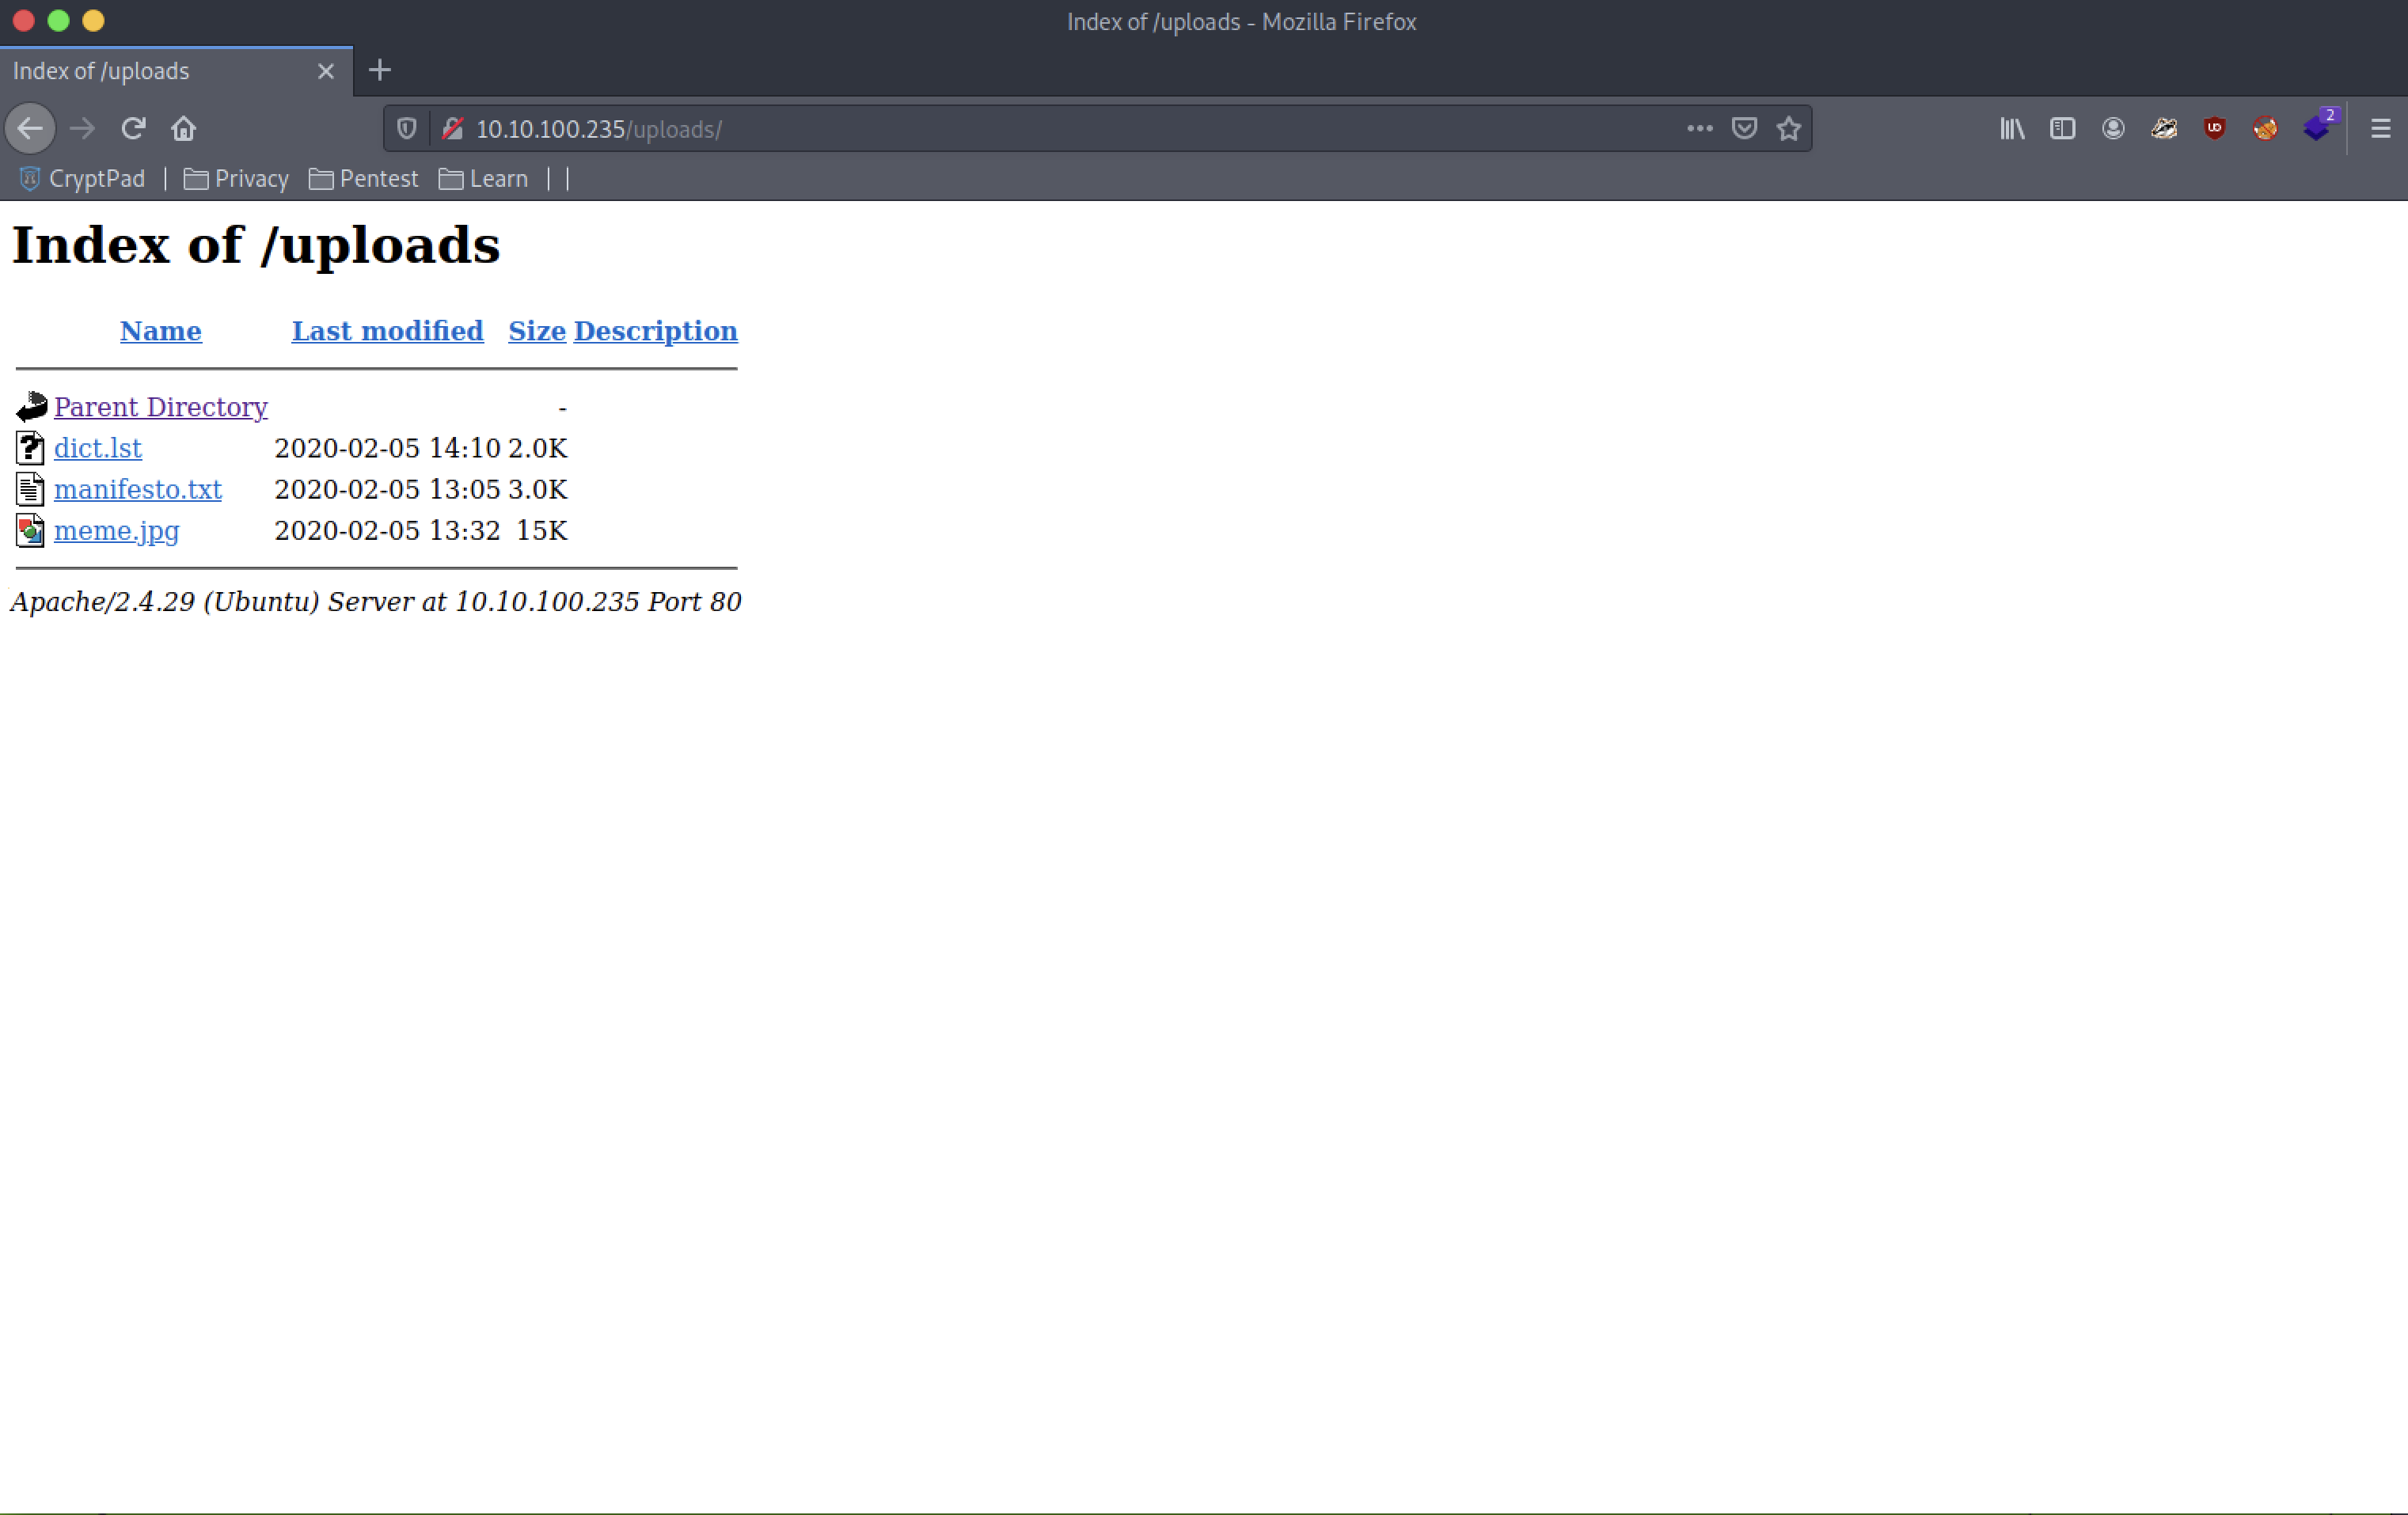 Index of /uploads - Mozilla Firefox
Index of /uploads
10.10.100.235/uploads/
2
CryptPad | Privacy Pentest Learn | |
Index of /uploads
Name Last modified Size Description
Parent Directory -
dict.lst 2020-02-05 14:10 2.0K
manifesto.txt 2020-02-05 13:05 3.0K
meme.jpg 2020-02-05 13:32 15K
Apache/2.4.29 (Ubuntu) Server at 10.10.100.235 Port 80